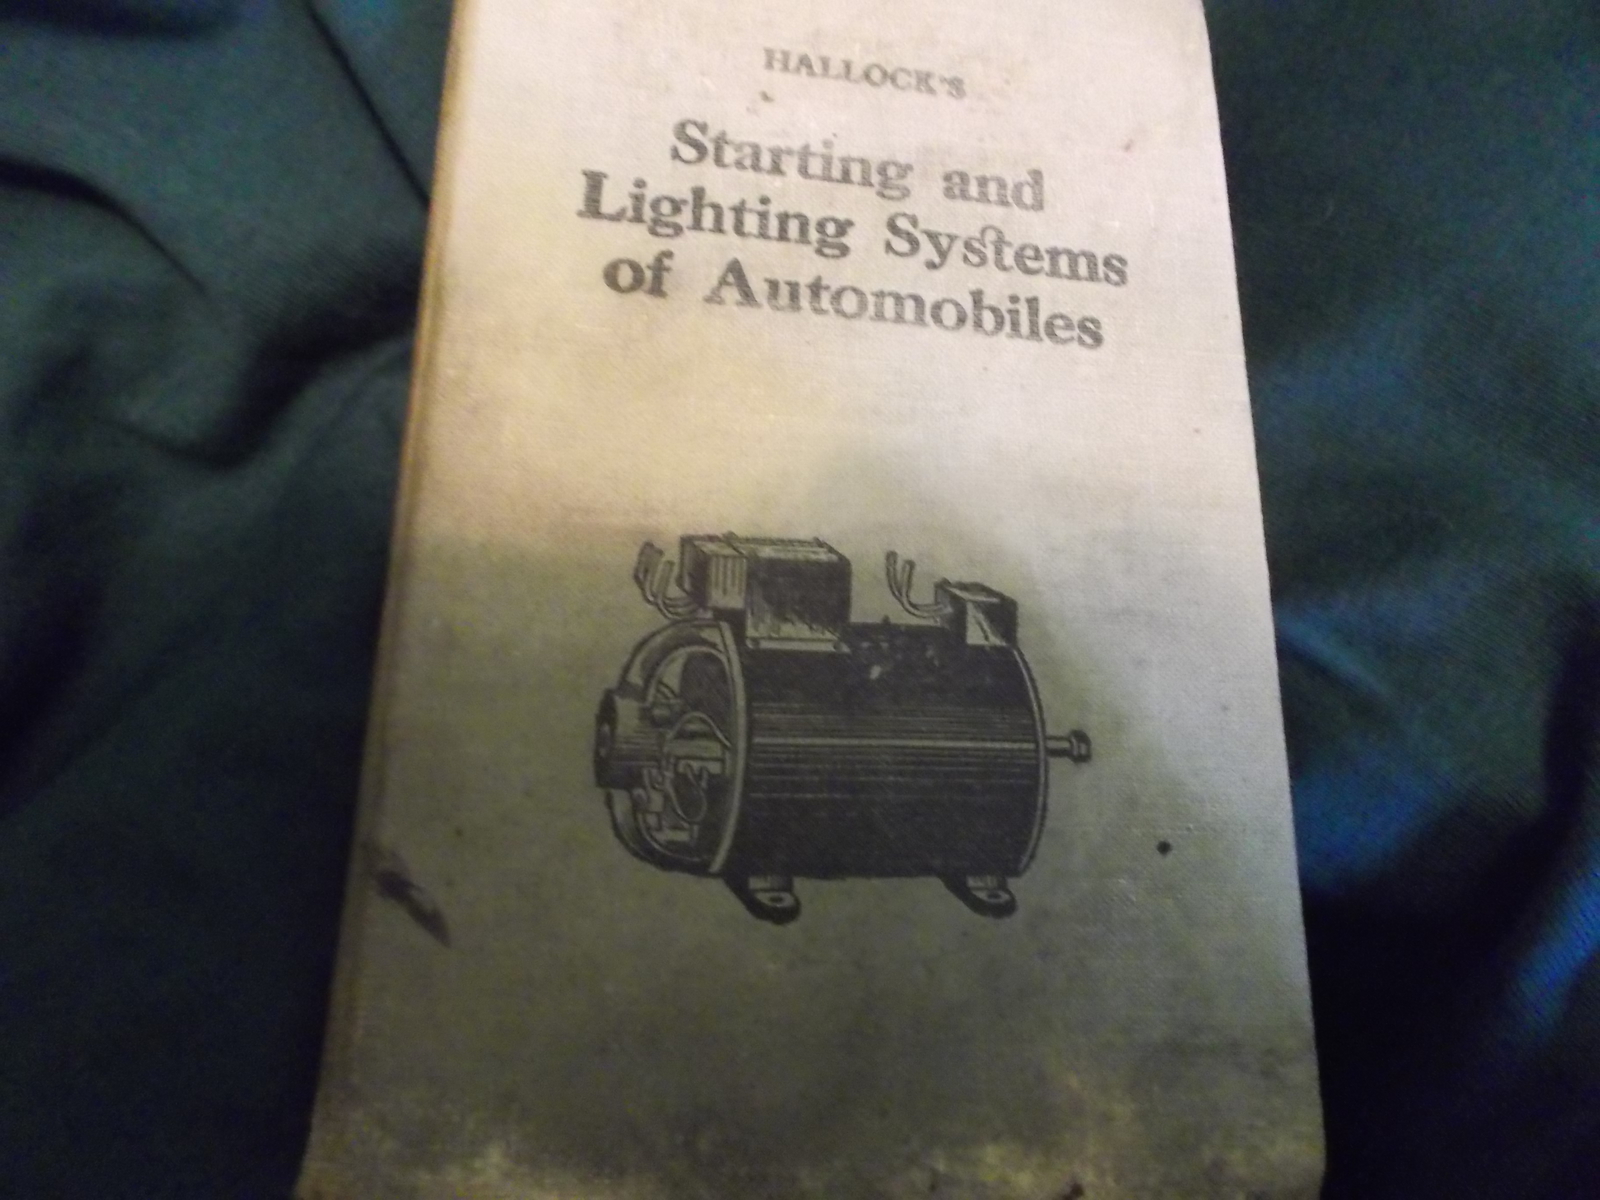 HALLOCK'S
Starting and
Lighting Systems
of Automobiles